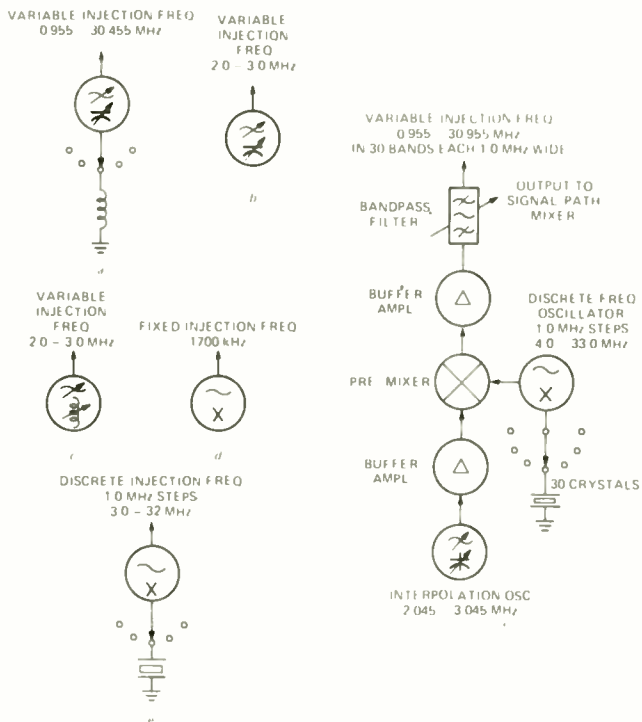 VARIABLE INJECTION FREQ
0.955 30.455 MHz
VARIABLE
INJECTION
FREQ
2.0 – 3.0 MHz
b
a
VARIABLE
INJECTION
FREQ
2.0 – 3.0 MHz
c
FIXED INJECTION FREQ
1700 kHz
X
d
DISCRETE INJECTION FREQ
1.0 MHz STEPS
3.0 – 32 MHz
X
e
VARIABLE INJECTION FREQ
0.955 30.955 MHz
IN 30 BANDS EACH 1.0 MHz WIDE
BANDPASS
FILTER
OUTPUT TO
SIGNAL PATH
MIXER
BUFFER
AMPL
DISCRETE FREQ
OSCILLATOR
1.0 MHz STEPS
4.0 33.0 MHz
PRE MIXER
X
BUFFER
AMPL
30 CRYSTALS
INTERPOLATION OSC
2.045 3.045 MHz